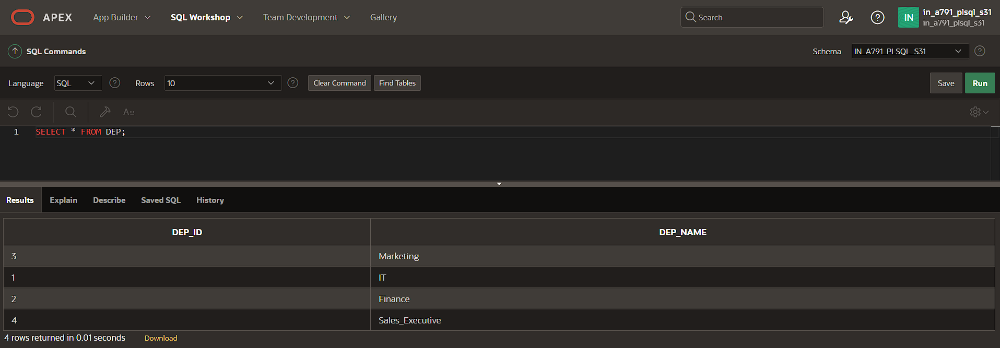 APEX App Builder SQL Workshop Team Development Gallery Search IN in_a791_plsql_s31
in_a791_plsql_s31
SQL Commands Schema IN_A791_PLSQL_S31
Language SQL Rows 10 Clear Command Find Tables Save Run
A
1 SELECT * FROM DEP;
Results Explain Describe Saved SQL History
DEP_ID DEP_NAME
3 Marketing
1 IT
2 Finance
4 Sales_Executive
4 rows returned in 0.01 seconds Download